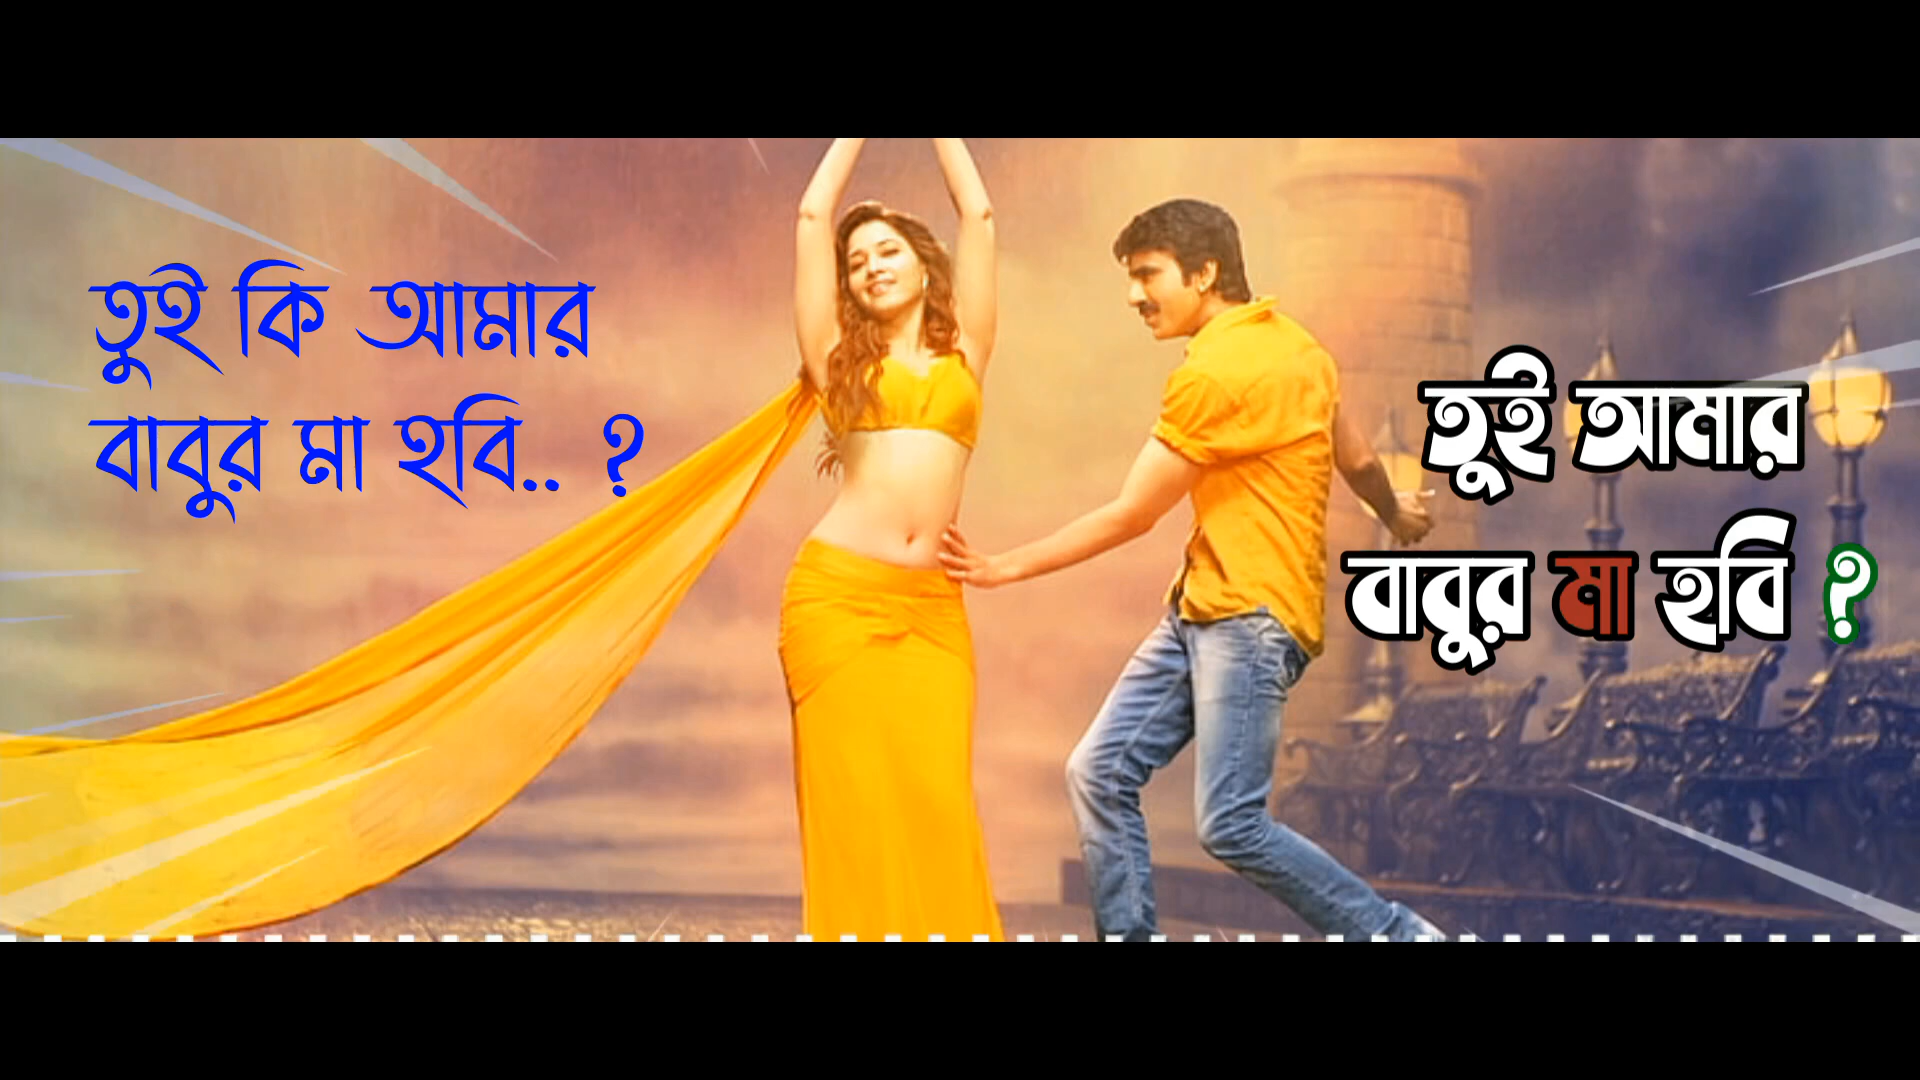 তুই কি আমার
বাবুর মা হবি.. ?
তুই আমার
বাবুর মা হবি ?